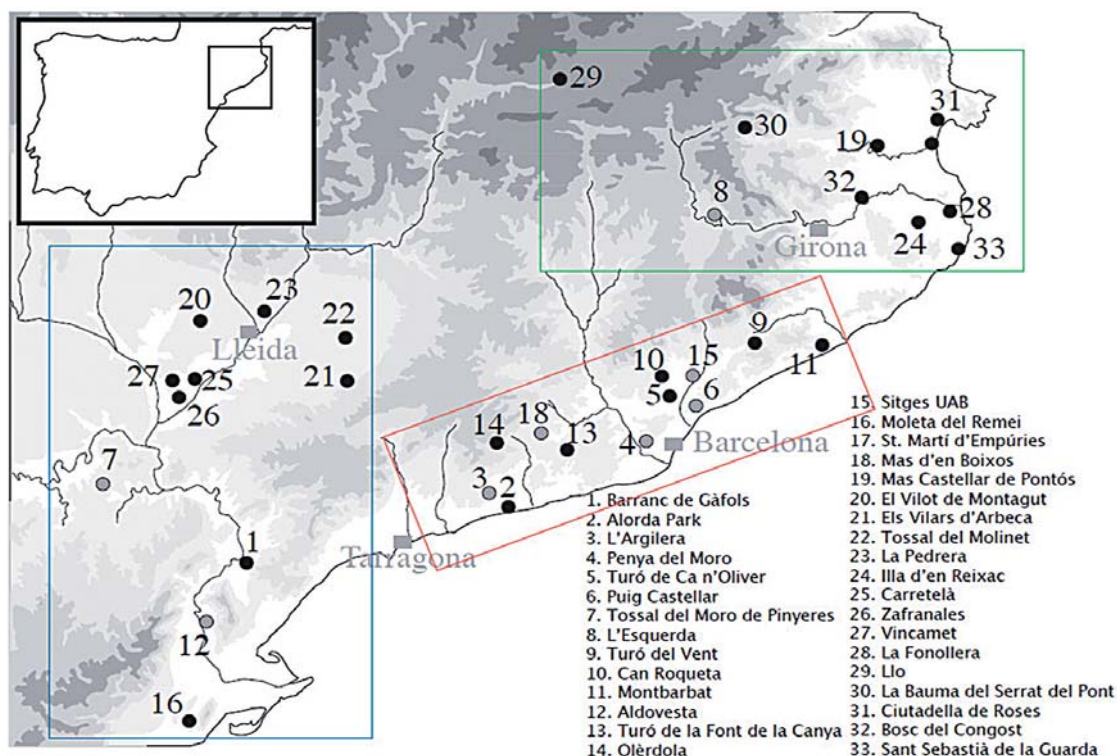 29
31
30
19
8
32
28
24
Girona
33
23
20
22
Lleida
9
27
25
21
10
15
11
26
5
6
18
14
13
4
Barcelona
7
3
2
1
Tarragona
12
16
1. Barranc de Gàfols
2. Alorda Park
3. L'Argilera
4. Penya del Moro
5. Turó de Ca n'Oliver
6. Puig Castellar
7. Tossal del Moro de Pinyeres
8. L'Esquerda
9. Turó del Vent
10. Can Roqueta
11. Montbarbat
12. Aldovesta
13. Turó de la Font de la Canya
14. Olèrdola
15. Sitges UAB
16. Moleta del Remei
17. St. Martí d'Empúries
18. Mas d'en Boixos
19. Mas Castellar de Pontós
20. El Vilot de Montagut
21. Els Vilars d'Arbeca
22. Tossal del Molinet
23. La Pedrera
24. Illa d'en Reixac
25. Carretelà
26. Zafranales
27. Vincamet
28. La Fonollera
29. Llo
30. La Bauma del Serrat del Pont
31. Ciutadella de Roses
32. Bosc del Congost
33. Sant Sebastià de la Guarda